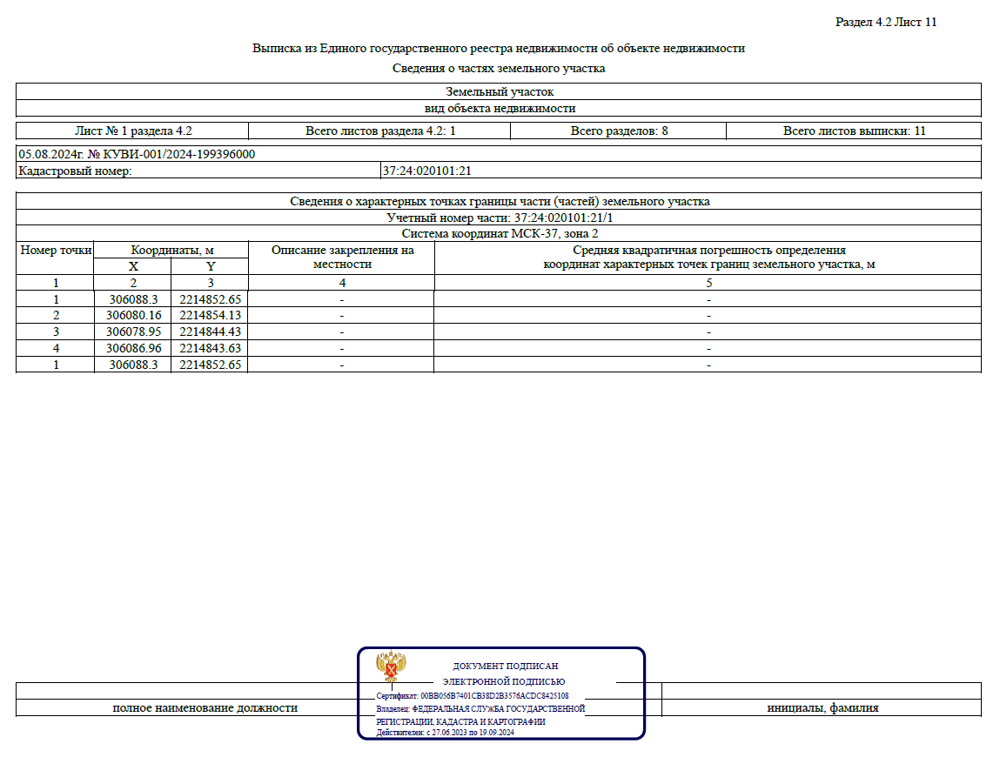 Раздел 4.2 Лист 11
Выписка из Единого государственного реестра недвижимости об объекте недвижимости
Сведения о частях земельного участка
Земельный участок
вид объекта недвижимости
Лист № 1 раздела 4.2 Всего листов раздела 4.2: 1 Всего разделов: 8 Всего листов выписки: 11
05.08.2024г. № КУВИ-001/2024-199396000
Кадастровый номер: 37:24:020101:21
Сведения о характерных точках границы части (частей) земельного участка
Учетный номер части: 37:24:020101:21/1
Система координат МСК-37, зона 2
Номер точки Координаты, м Описание закрепления на местности Средняя квадратичная погрешность определения координат характерных точек границ земельного участка, м
X Y
1 2 3 4 5
1 306088.3 2214852.65 - -
2 306080.16 2214854.13 - -
3 306078.95 2214844.43 - -
4 306086.96 2214843.63 - -
1 306088.3 2214852.65 - -
ДОКУМЕНТ ПОДПИСАН
ЭЛЕКТРОННОЙ ПОДПИСЬЮ
Сертификат: 00BB056B7401CB38D2B3576ACDC8425108
Владелец: ФЕДЕРАЛЬНАЯ СЛУЖБА ГОСУДАРСТВЕННОЙ
РЕГИСТРАЦИИ, КАДАСТРА И КАРТОГРАФИИ
Действителен: с 27.06.2023 по 19.09.2024
полное наименование должности инициалы, фамилия